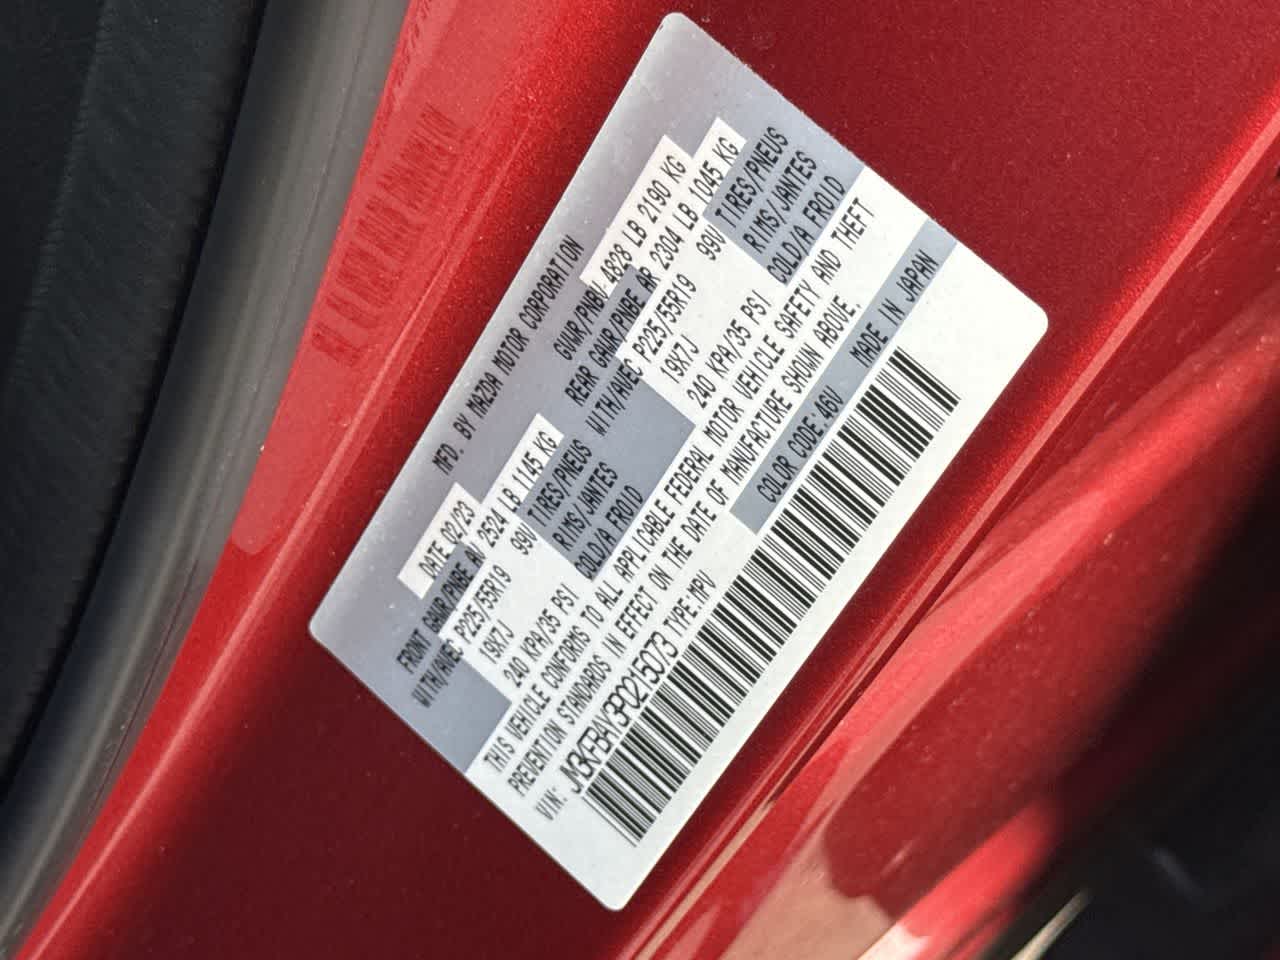 MFD. BY MAZDA MOTOR CORPORATION
DATE 02/23 GVWR/PNBV 4828 LB 2190 KG
FRONT GAWR/PNBE AV 2524 LB 1145 KG REAR GAWR/PNBE AR 2304 LB 1045 KG
WITH/AVEC P225/55R19 99V TIRES/PNEUS WITH/AVEC P225/55R19 99V TIRES/PNEUS
19X7J RIMS/JANTES 19X7J RIMS/JANTES
240 KPA/35 PSI COLD/A FROID 240 KPA/35 PSI COLD/A FROID
THIS VEHICLE CONFORMS TO ALL APPLICABLE FEDERAL MOTOR VEHICLE SAFETY AND THEFT
PREVENTION STANDARDS IN EFFECT ON THE DATE OF MANUFACTURE SHOWN ABOVE.
VIN: TYPE:MPV COLOR CODE:46V MADE IN JAPAN